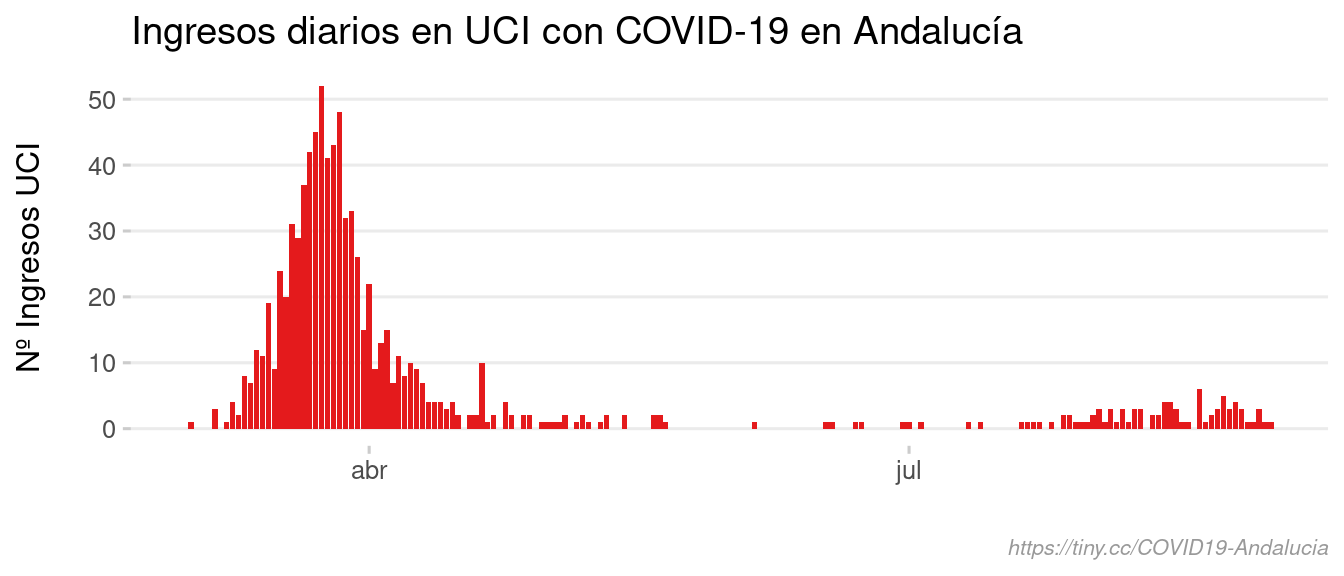 Ingresos diarios en UCI con COVID-19 en Andalucía
Nº Ingresos UCI
50
40
30
20
10
0
abr jul
https://tiny.cc/COVID19-Andalucia